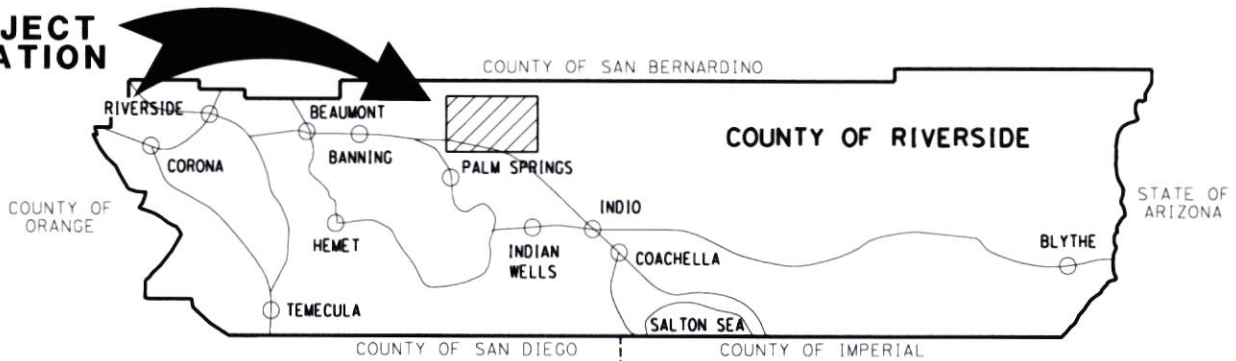 JECT
ATION
COUNTY OF SAN BERNARDINO
RIVERSIDE
BEAUMONT
BANNING
CORONA
PALM SPRINGS
COUNTY OF RIVERSIDE
COUNTY OF
ORANGE
STATE OF
ARIZONA
HEMET
INDIAN
WELLS
INDIO
COACHELLA
BLYTHE
TEMECULA
SALTON SEA
COUNTY OF SAN DIEGO
COUNTY OF IMPERIAL